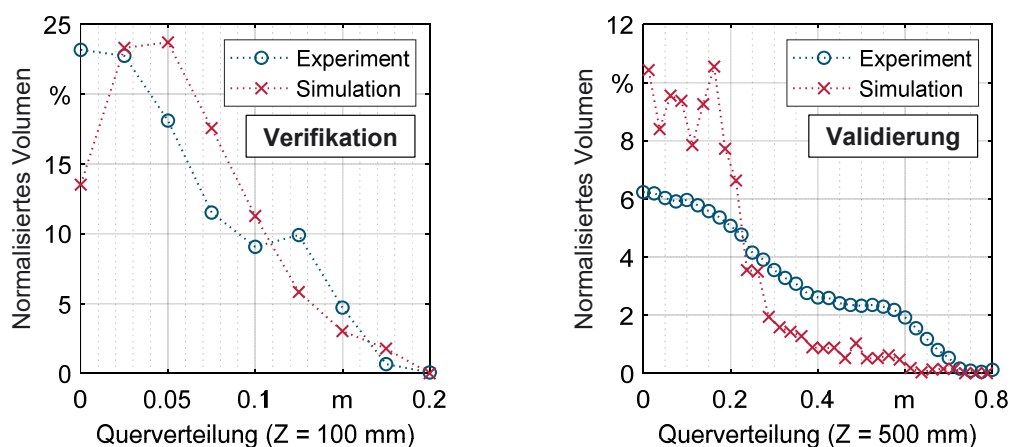 Normalisiertes Volumen
25
%
15
10
5
0
Experiment
Simulation
Verifikation
0 0.05 0.1 m 0.2
Querverteilung (Z = 100 mm)
Normalisiertes Volumen
12
%
8
6
4
2
0
Experiment
Simulation
Validierung
0 0.2 0.4 m 0.8
Querverteilung (Z = 500 mm)